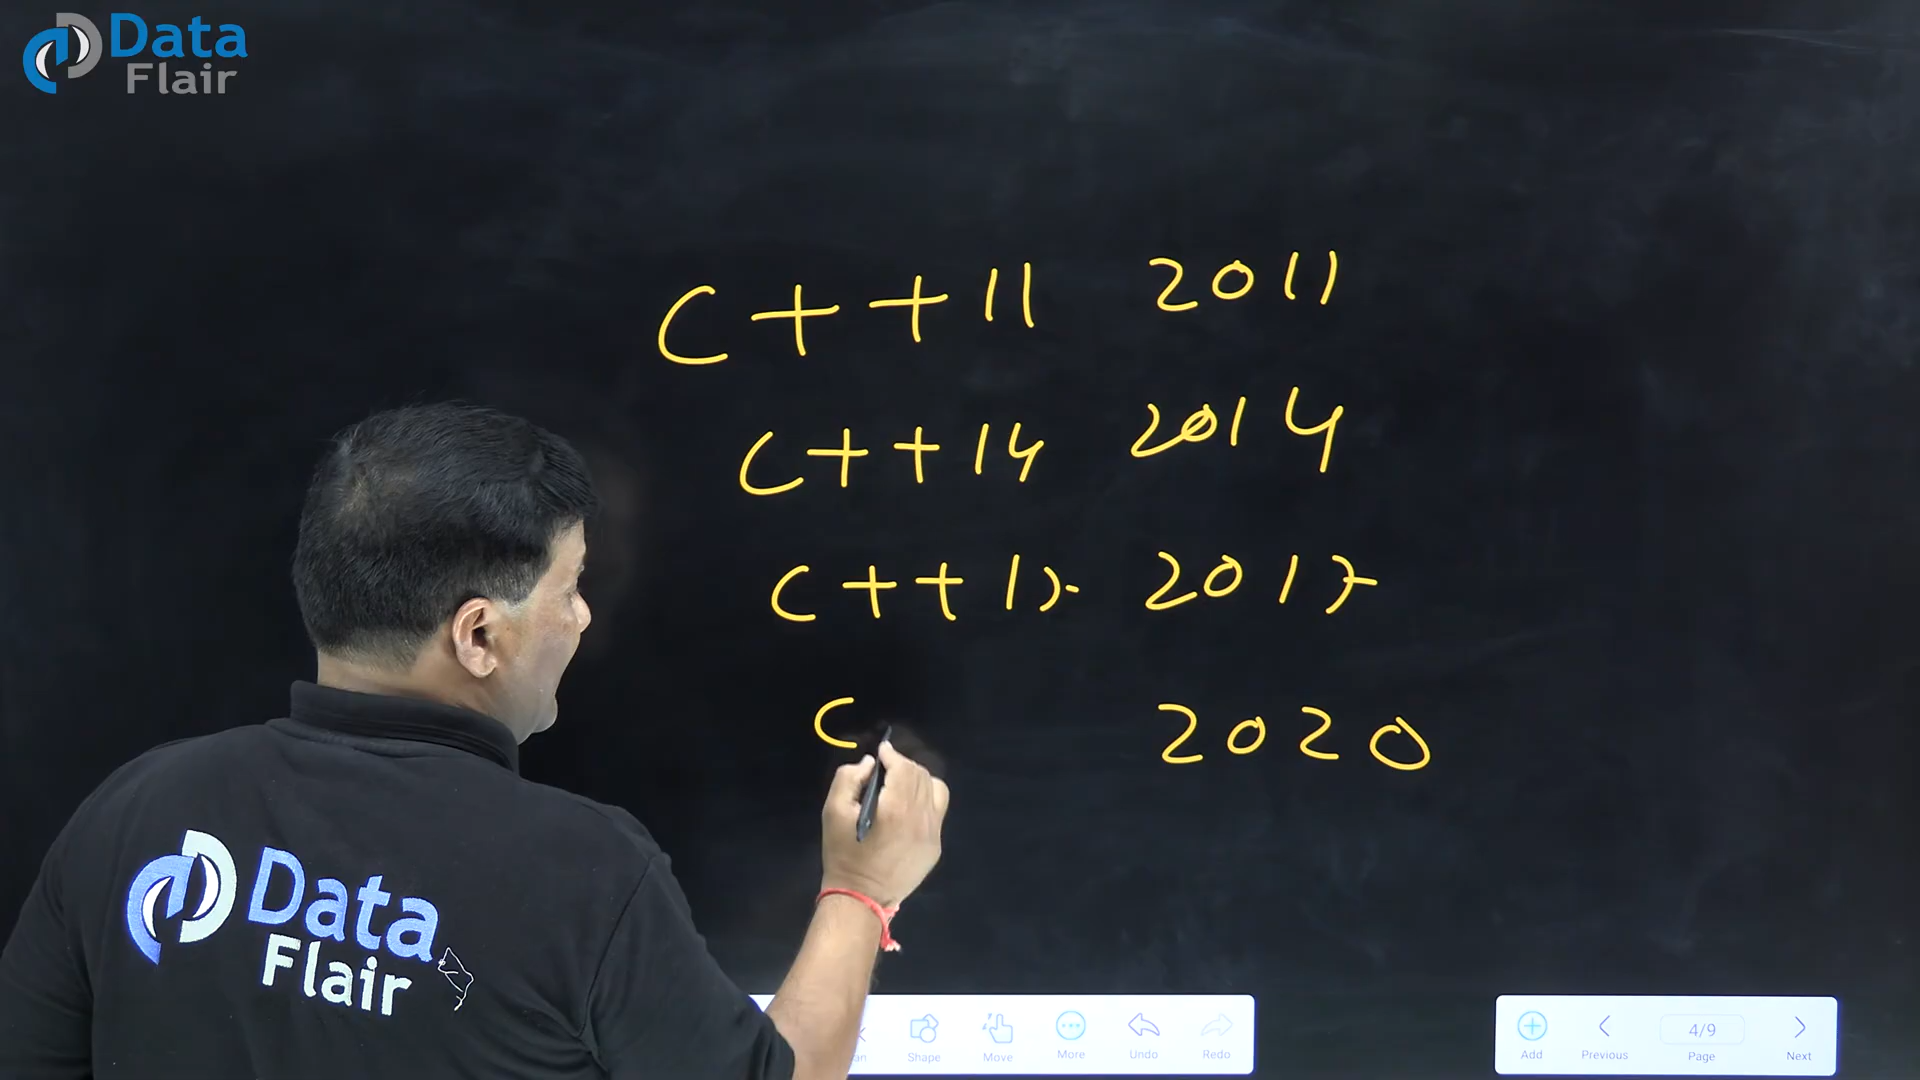 Data
Flair
C++11 2011
C++14 2014
C++17 2017
C 2020
Data
Flair
Shape Move More Undo Redo
Add Previous 4/9 Page Next